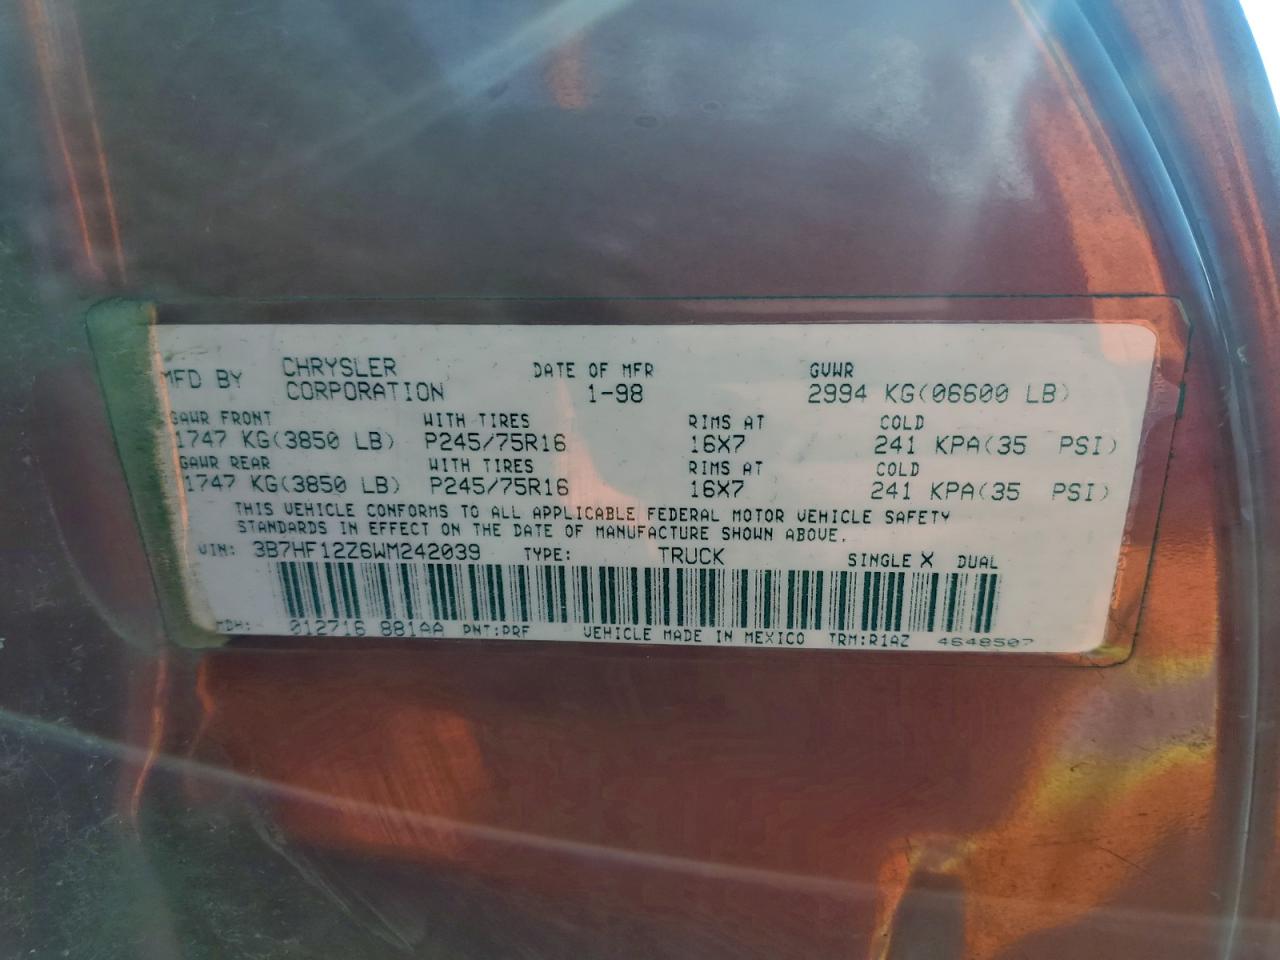 MFD BY CHRYSLER CORPORATION DATE OF MFR 1-98 GVWR 2994 KG(06600 LB)
GAWR FRONT WITH TIRES RIMS AT COLD
1747 KG(3850 LB) P245/75R16 16X7 241 KPA(35 PSI)
GAWR REAR WITH TIRES RIMS AT COLD
1747 KG(3850 LB) P245/75R16 16X7 241 KPA(35 PSI)
THIS VEHICLE CONFORMS TO ALL APPLICABLE FEDERAL MOTOR VEHICLE SAFETY
STANDARDS IN EFFECT ON THE DATE OF MANUFACTURE SHOWN ABOVE.
VIN: 3B7HF12Z6WM242039 TYPE: TRUCK SINGLE X DUAL
MDH: 012716 881AA PNT:PRF VEHICLE MADE IN MEXICO TRM:R1AZ 4648507